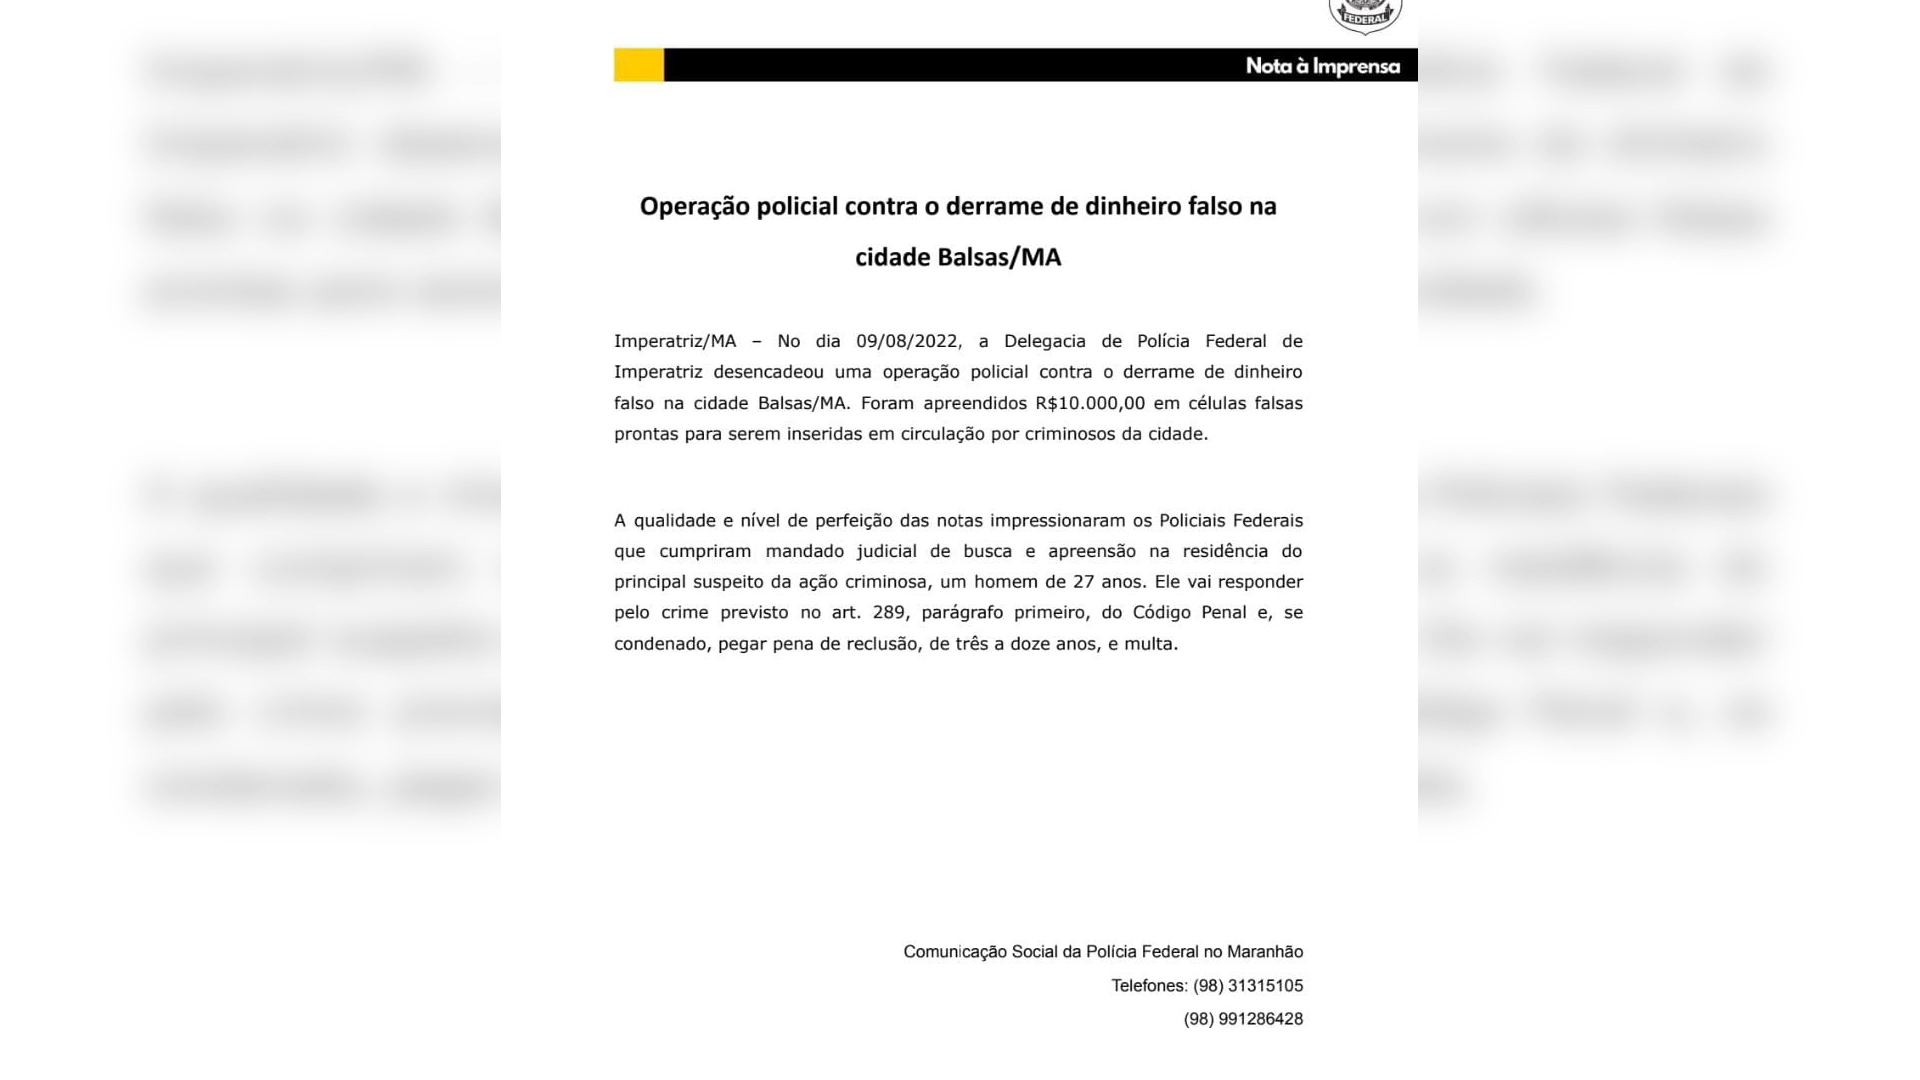 FEDERAL
Nota à Imprensa
Operação policial contra o derrame de dinheiro falso na
cidade Balsas/MA
Imperatriz/MA – No dia 09/08/2022, a Delegacia de Polícia Federal de
Imperatriz desencadeou uma operação policial contra o derrame de dinheiro
falso na cidade Balsas/MA. Foram apreendidos R$10.000,00 em células falsas
prontas para serem inseridas em circulação por criminosos da cidade.
A qualidade e nível de perfeição das notas impressionaram os Policiais Federais
que cumpriram mandado judicial de busca e apreensão na residência do
principal suspeito da ação criminosa, um homem de 27 anos. Ele vai responder
pelo crime previsto no art. 289, parágrafo primeiro, do Código Penal e, se
condenado, pegar pena de reclusão, de três a doze anos, e multa.
Comunicação Social da Polícia Federal no Maranhão
Telefones: (98) 31315105
(98) 991286428